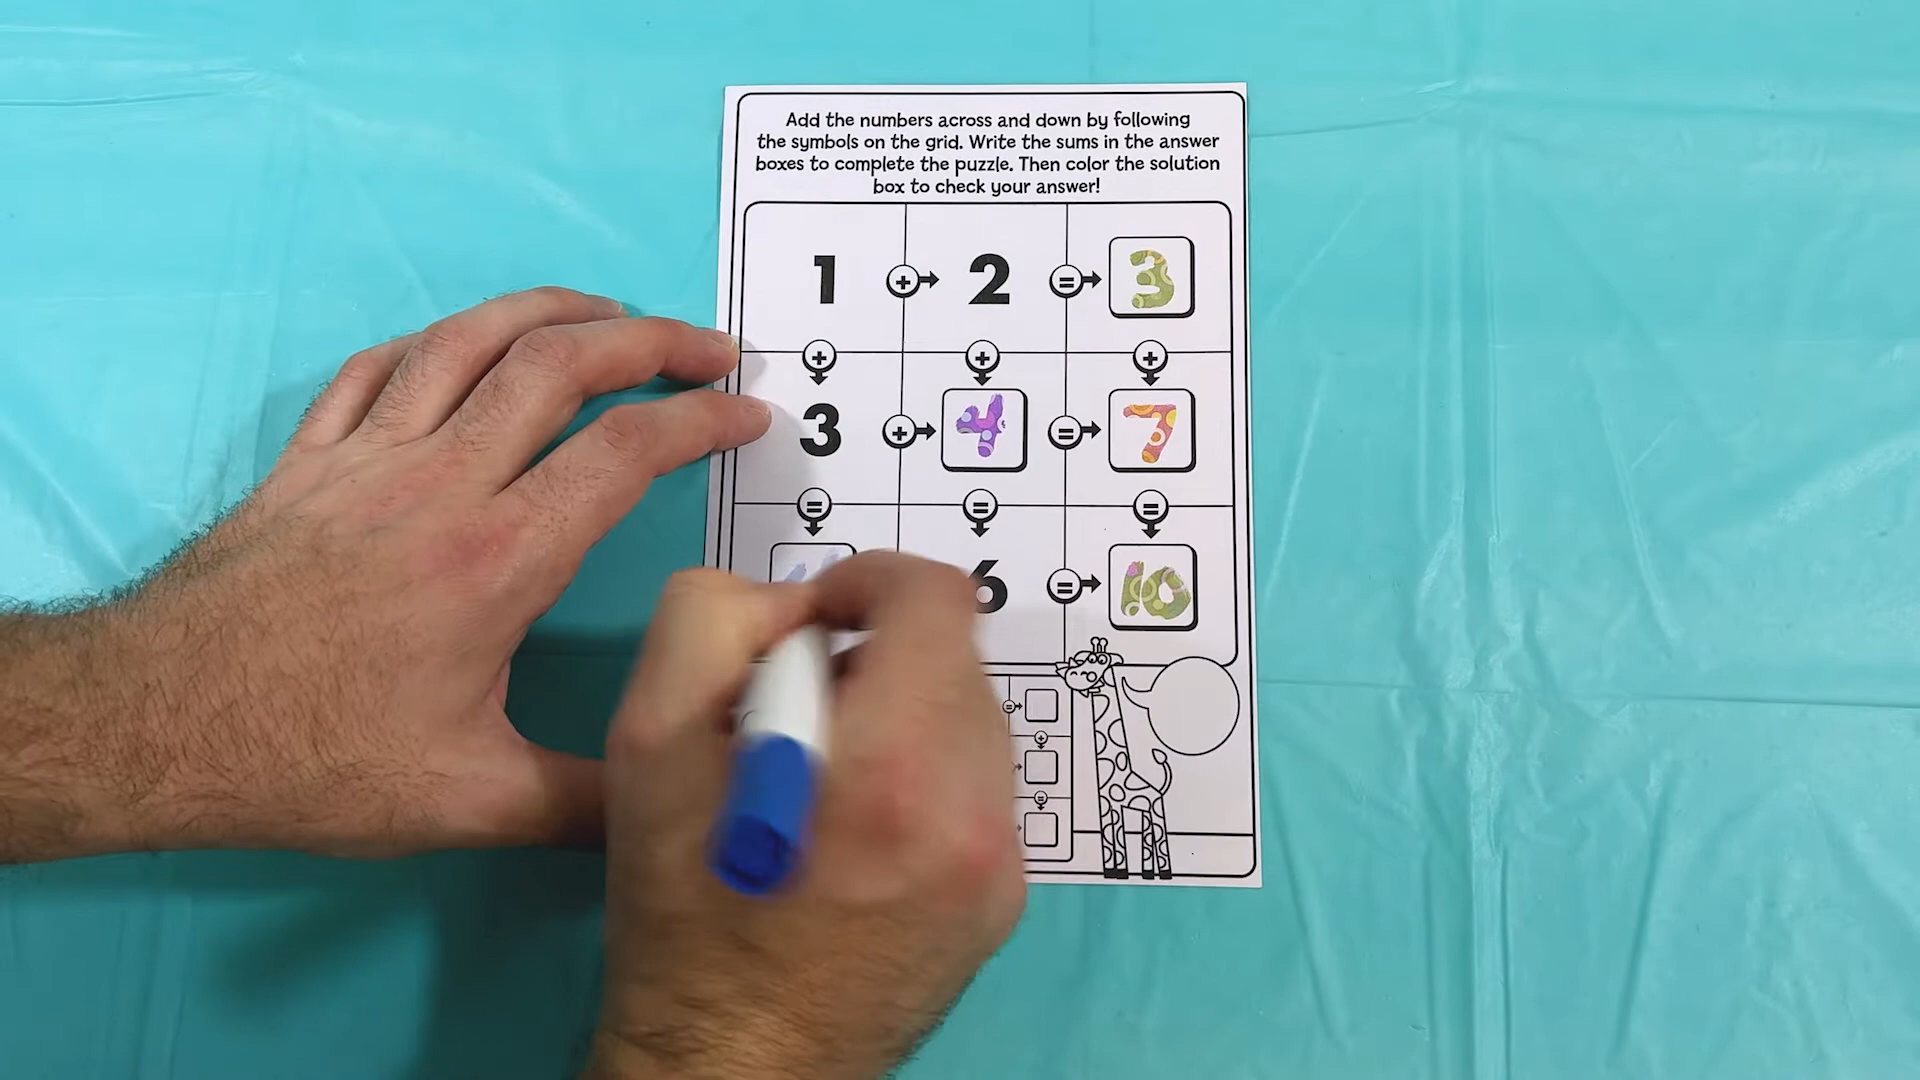 Add the numbers across and down by following
the symbols on the grid. Write the sums in the answer
boxes to complete the puzzle. Then color the solution
box to check your answer!
1 + 2 = 3
+ + +
3 + 4 = 7
= = =
6 = 10
=
+
=